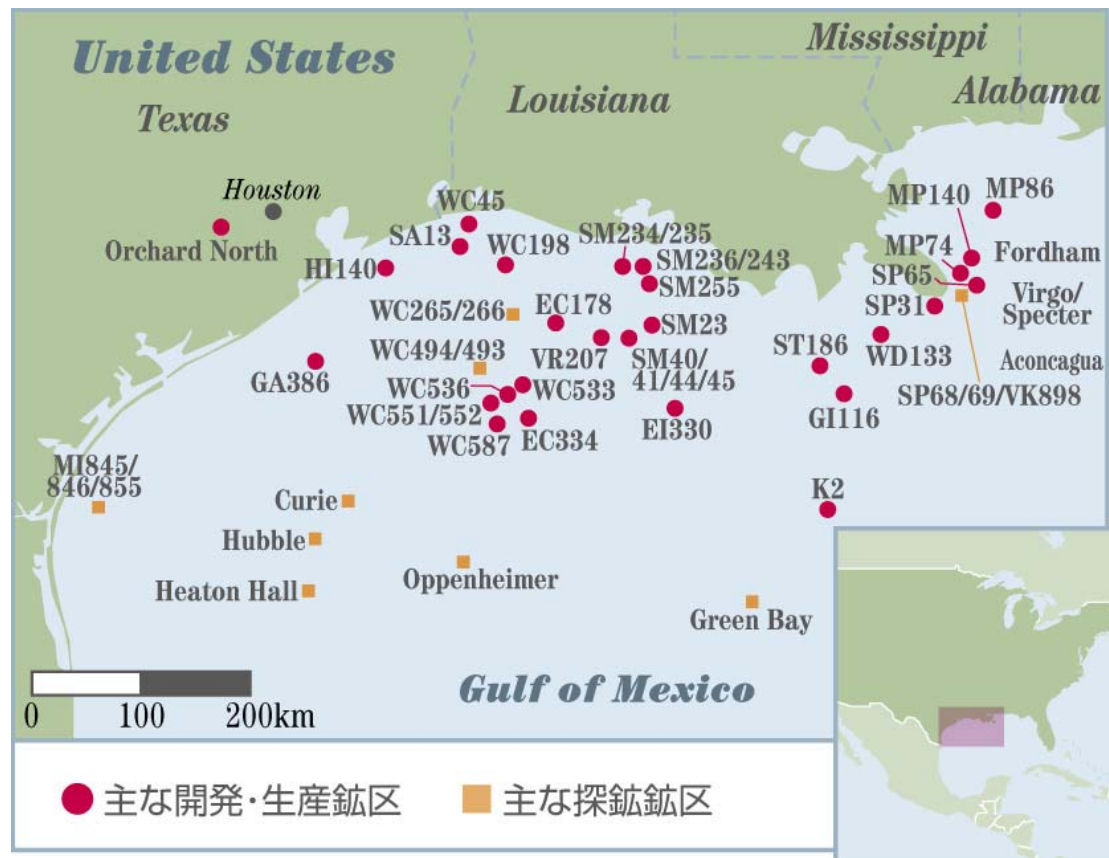 United States
Mississippi
Alabama
Louisiana
Texas
Houston
Orchard North
WC45
SA13
WC198
HI140
SM234/235
SM236/243
SM255
MP140
MP86
MP74
Fordham
SP65
Virgo/
Specter
SP31
WC265/266
EC178
SM23
WC494/493
VR207
SM40/
41/44/45
ST186
WD133
Aconcagua
SP68/69/VK898
GA386
WC536
WC533
WC551/552
WC587
EC334
EI330
GI116
MI845/
846/855
K2
Curie
Hubble
Heaton Hall
Oppenheimer
Green Bay
Gulf of Mexico
0 100 200km
主な開発・生産鉱区
主な探鉱鉱区